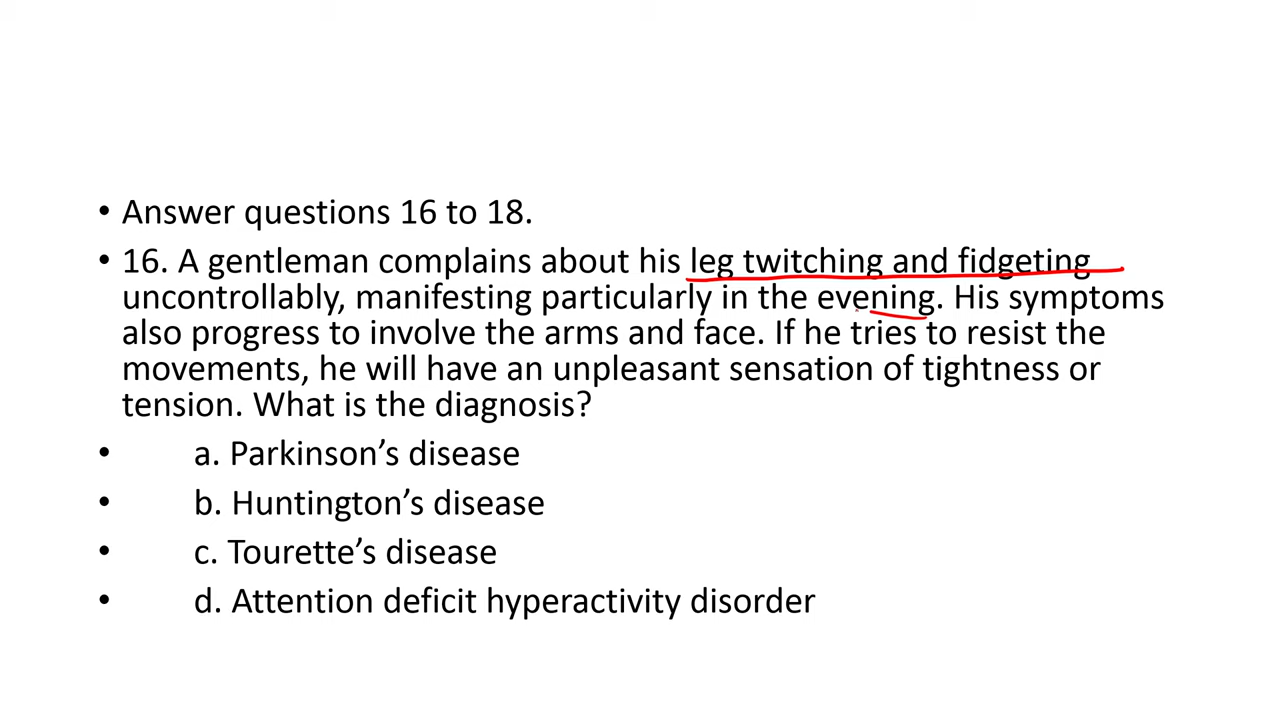 • Answer questions 16 to 18.
• 16. A gentleman complains about his leg twitching and fidgeting
uncontrollably, manifesting particularly in the evening. His symptoms
also progress to involve the arms and face. If he tries to resist the
movements, he will have an unpleasant sensation of tightness or
tension. What is the diagnosis?
• a. Parkinson’s disease
• b. Huntington’s disease
• c. Tourette’s disease
• d. Attention deficit hyperactivity disorder